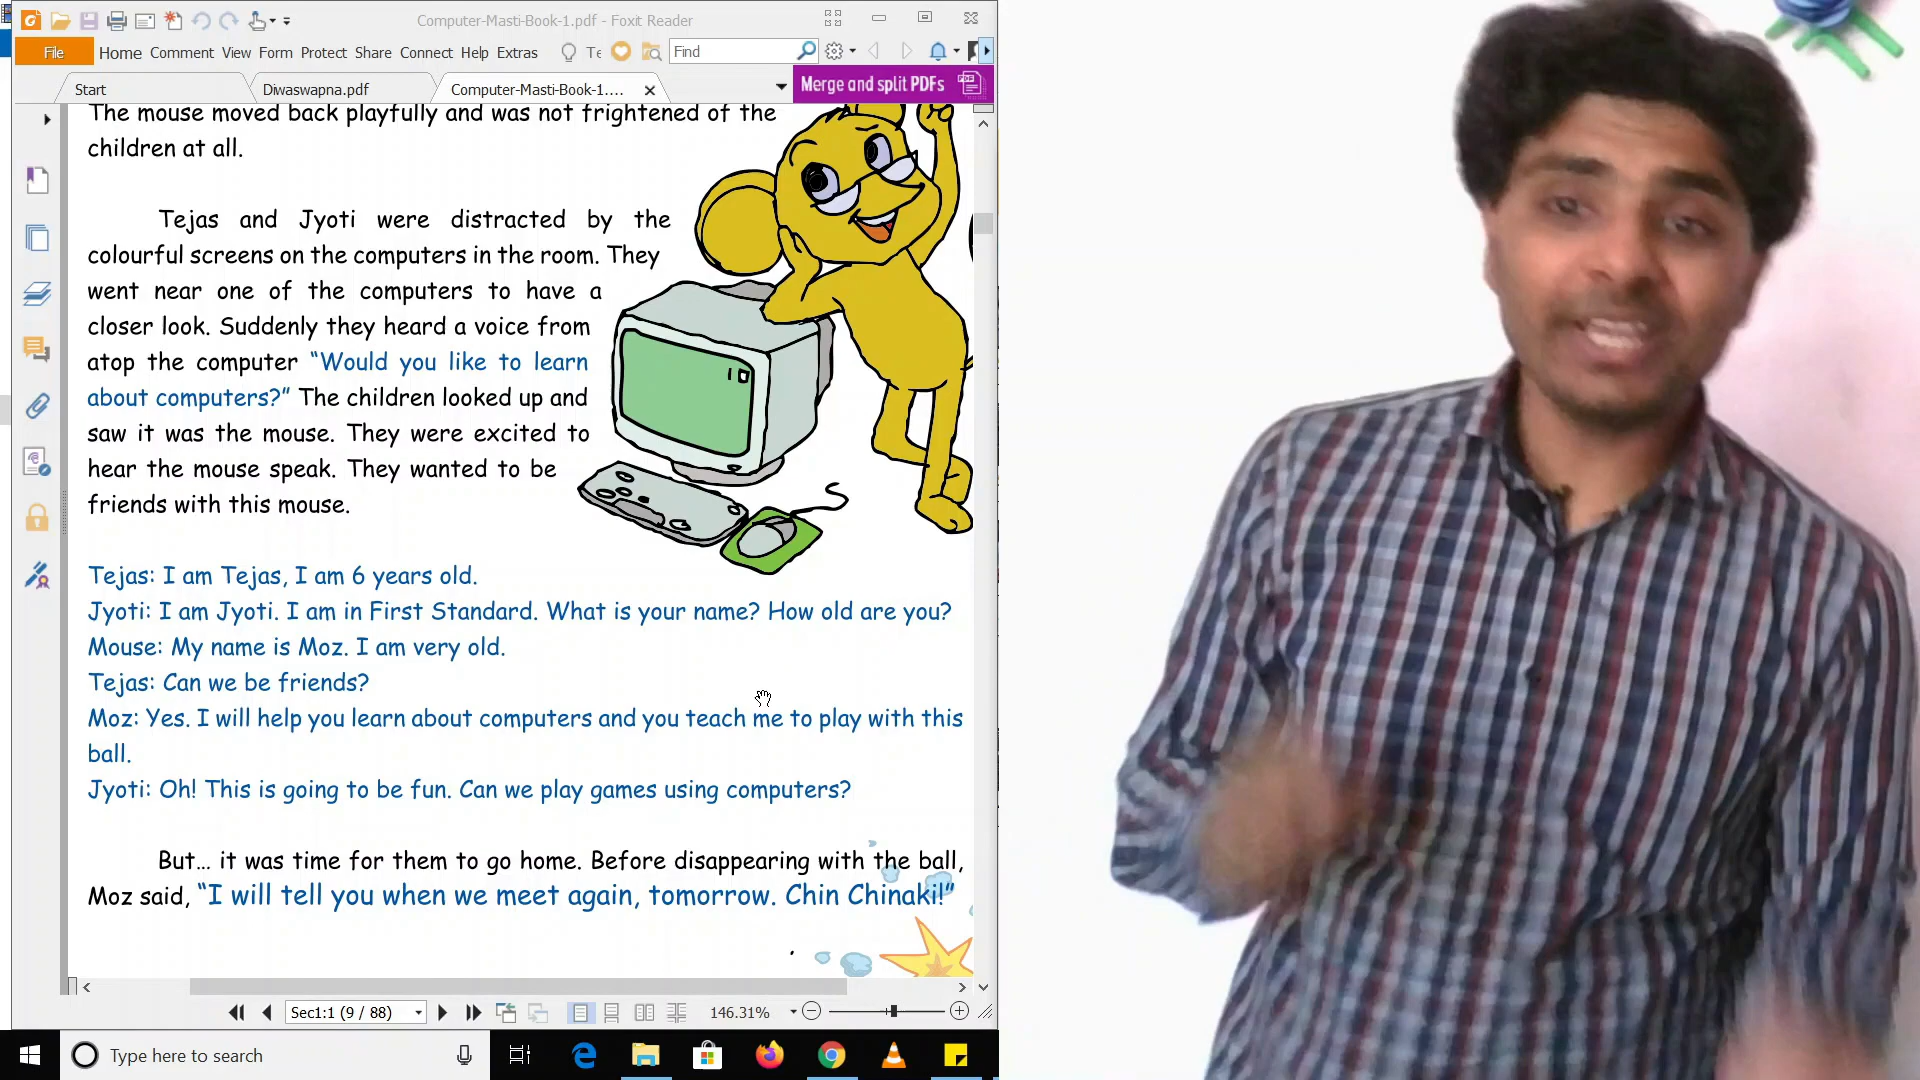 Computer-Masti-Book-1.pdf - Foxit Reader
File Home Comment View Form Protect Share Connect Help Extras Te Find
Start Diwaswapna.pdf Computer-Masti-Book-1.... Merge and split PDFs
The mouse moved back playfully and was not frightened of the
children at all.
Tejas and Jyoti were distracted by the
colourful screens on the computers in the room. They
went near one of the computers to have a
closer look. Suddenly they heard a voice from
atop the computer “Would you like to learn
about computers?” The children looked up and
saw it was the mouse. They were excited to
hear the mouse speak. They wanted to be
friends with this mouse.
Tejas: I am Tejas, I am 6 years old.
Jyoti: I am Jyoti. I am in First Standard. What is your name? How old are you?
Mouse: My name is Moz. I am very old.
Tejas: Can we be friends?
Moz: Yes. I will help you learn about computers and you teach me to play with this
ball.
Jyoti: Oh! This is going to be fun. Can we play games using computers?
But... it was time for them to go home. Before disappearing with the ball,
Moz said, “I will tell you when we meet again, tomorrow. Chin Chinaki!”
Sec1:1 (9 / 88) 146.31%
Type here to search